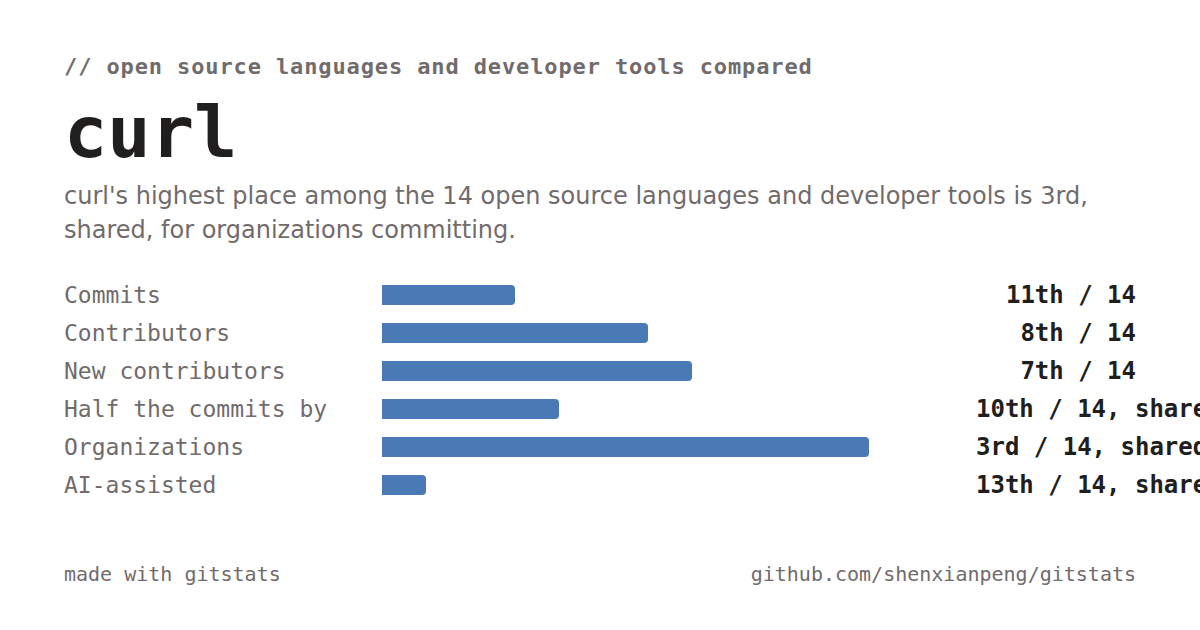 // open source languages and developer tools compared
curl
curl's highest place among the 14 open source languages and developer tools is 3rd,
shared, for organizations committing.
Commits 11th / 14
Contributors 8th / 14
New contributors 7th / 14
Half the commits by 10th / 14, share
Organizations 3rd / 14, shared
AI-assisted 13th / 14, share
made with gitstats github.com/shenxianpeng/gitstats